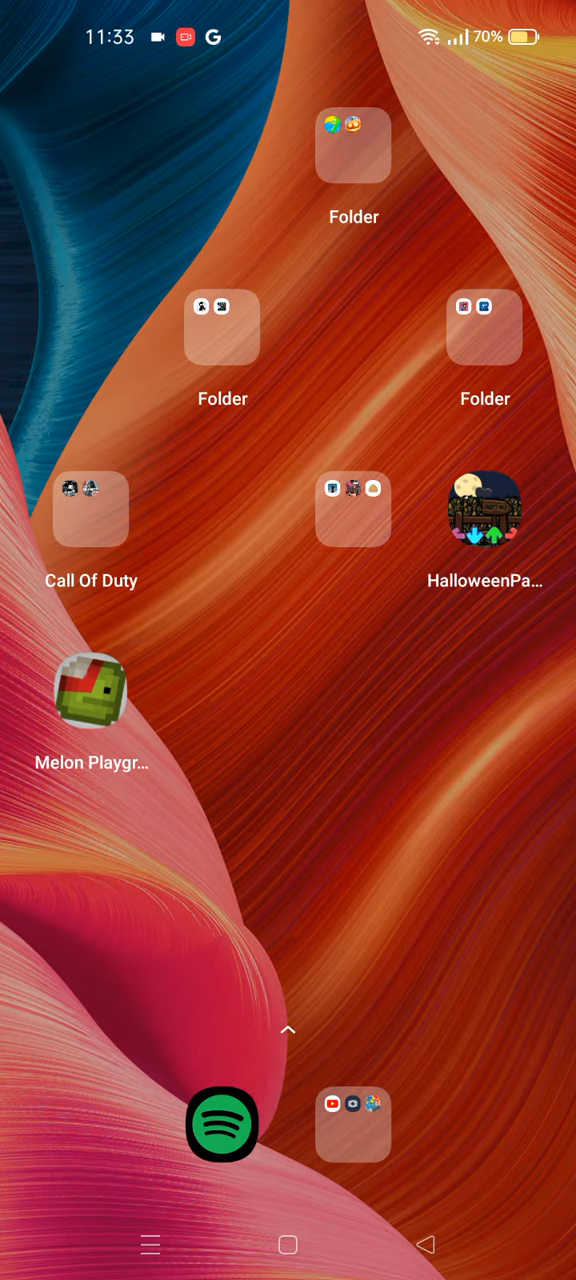 11:33 G 70%
Folder
Folder Folder
Call Of Duty HalloweenPa...
Melon Playgr...